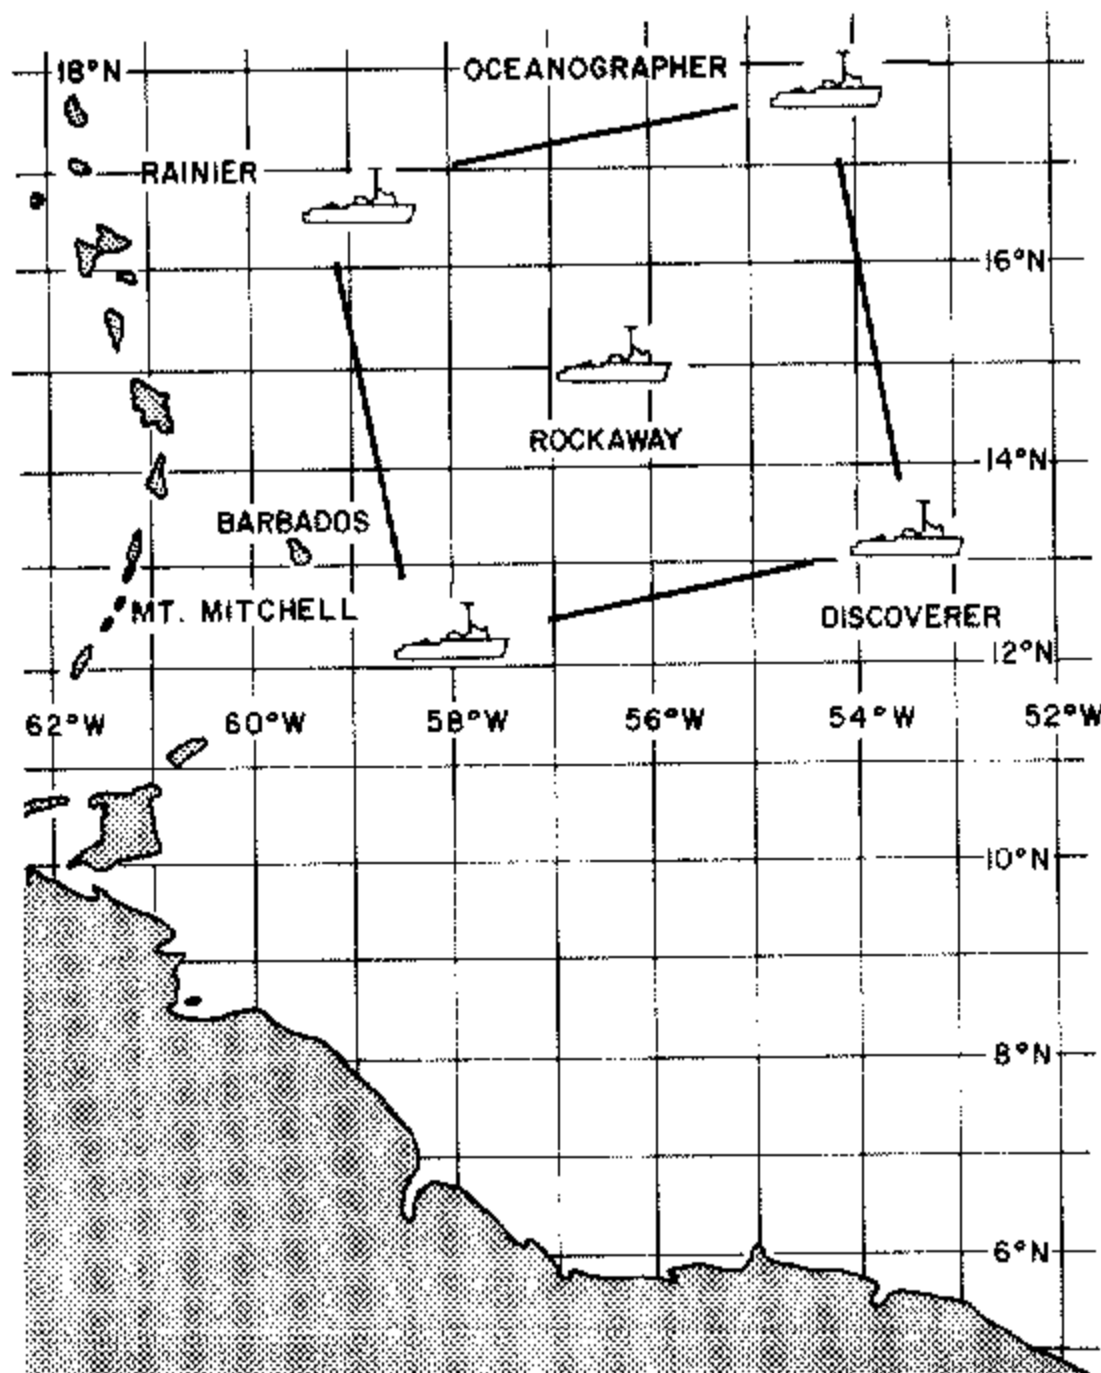 18°N
OCEANOGRAPHER
RAINIER
16°N
ROCKAWAY
14°N
BARBADOS
MT. MITCHELL
DISCOVERER
12°N
62°W 60°W 58°W 56°W 54°W 52°W
10°N
8°N
6°N